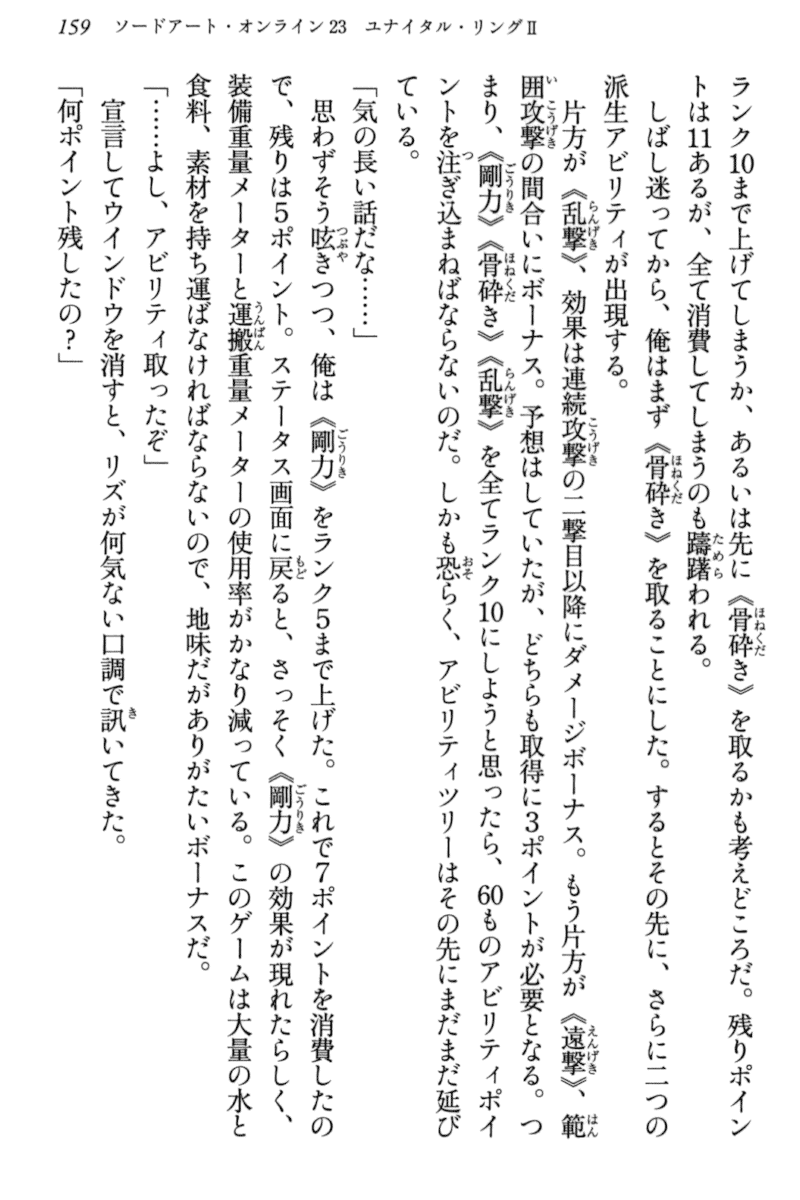 159 ソードアート・オンライン23 ユナイタル・リングⅡ
ランク10まで上げてしまうか、あるいは先に《骨砕き》を取るかも考えどころだ。残りポイン
トは11あるが、全て消費してしまうのも躊躇われる。
しばし迷ってから、俺はまず《骨砕き》を取ることにした。するとその先に、さらに二つの
派生アビリティが出現する。
片方が《乱撃》、効果は連続攻撃の二撃目以降にダメージボーナス。もう片方が《遠撃》、範
囲攻撃の間合いにボーナス。予想はしていたが、どちらも取得に3ポイントが必要となる。つ
まり、《剛力》《骨砕き》《乱撃》を全てランク10にしようと思ったら、60ものアビリティポイ
ントを注ぎ込まねばならないのだ。しかも恐らく、アビリティツリーはその先にまだまだ延び
ている。
「気の長い話だな……」
思わずそう呟きつつ、俺は《剛力》をランク5まで上げた。これで7ポイントを消費したの
で、残りは5ポイント。ステータス画面に戻ると、さっそく《剛力》の効果が現れたらしく、
装備重量メーターと運搬重量メーターの使用率がかなり減っている。このゲームは大量の水と
食料、素材を持ち運ばなければならないので、地味だがありがたいボーナスだ。
「……よし、アビリティ取ったぞ」
宣言してウインドウを消すと、リズが何気ない口調で訊いてきた。
「何ポイント残したの？」